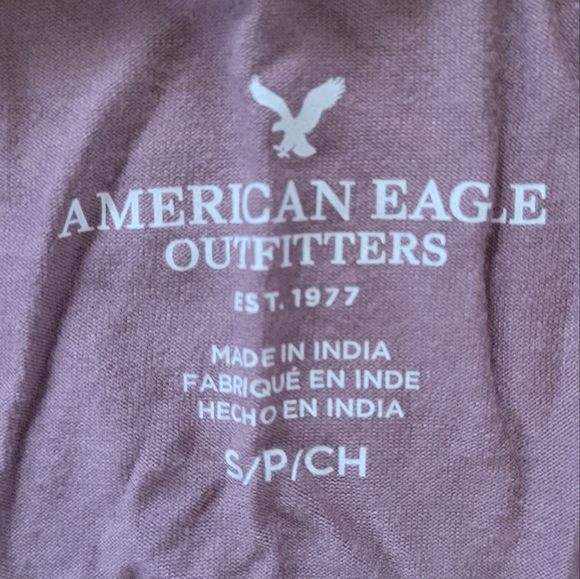 AMERICAN EAGLE
OUTFITTERS
EST. 1977
MADE IN INDIA
FABRIQUÉ EN INDE
HECHO EN INDIA
S/P/CH